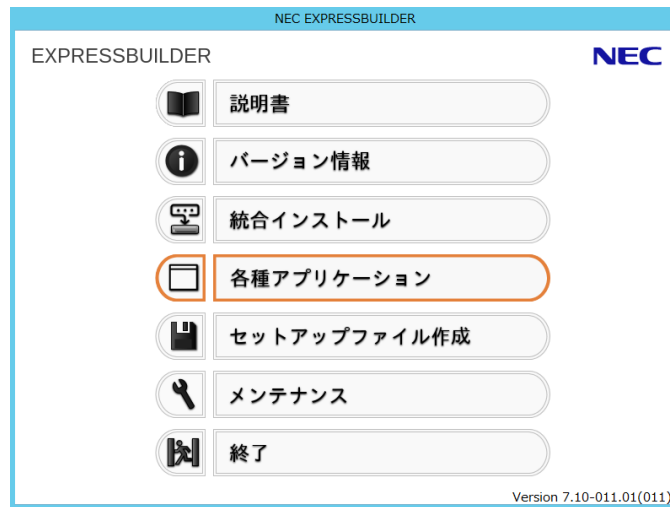 NEC EXPRESSBUILDER
EXPRESSBUILDER
NEC
説明書
バージョン情報
統合インストール
各種アプリケーション
セットアップファイル作成
メンテナンス
終了
Version 7.10-011.01(011)